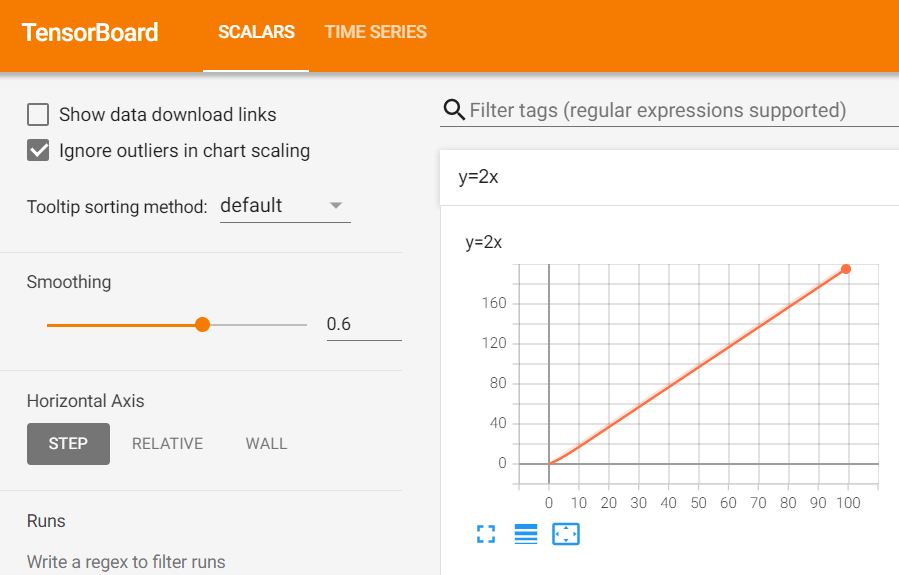 TensorBoard SCALARS TIME SERIES
Show data download links
Ignore outliers in chart scaling
Tooltip sorting method: default
Smoothing
0.6
Horizontal Axis
STEP RELATIVE WALL
Runs
Write a regex to filter runs
Filter tags (regular expressions supported)
y=2x
y=2x
160
120
80
40
0
0 10 20 30 40 50 60 70 80 90 100